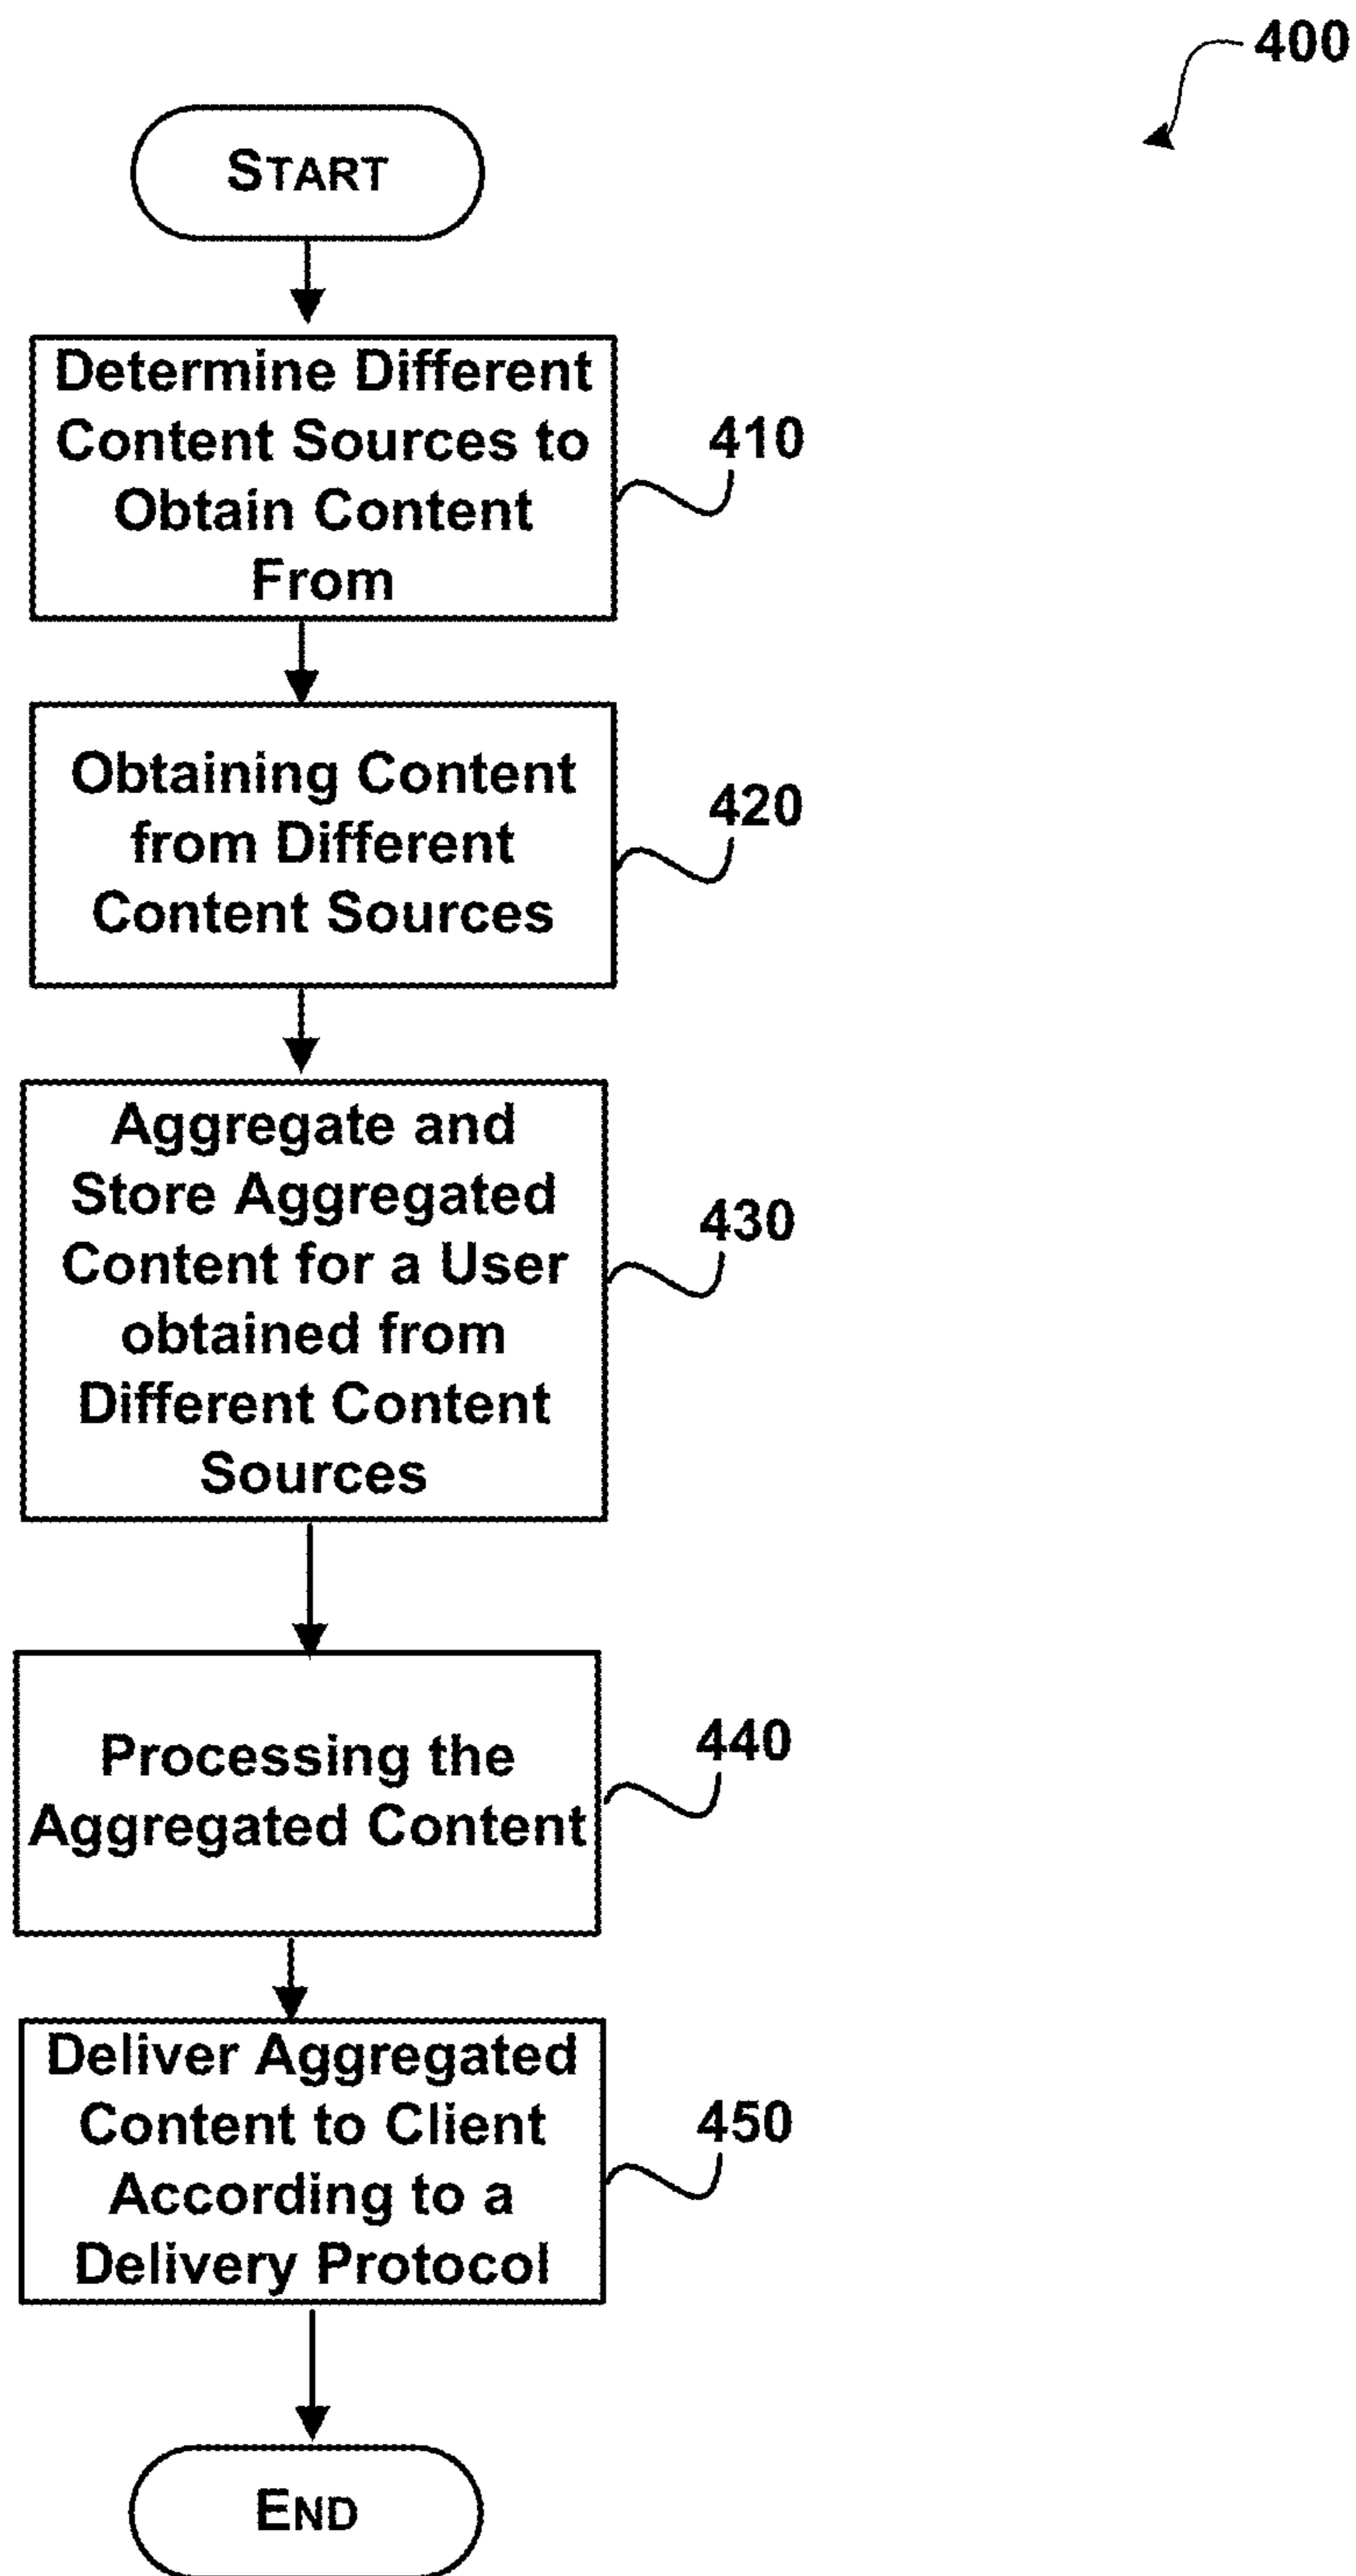 400
START
Determine Different
Content Sources to
Obtain Content
From
410
Obtaining Content
from Different
Content Sources
420
Aggregate and
Store Aggregated
Content for a User
obtained from
Different Content
Sources
430
Processing the
Aggregated Content
440
Deliver Aggregated
Content to Client
According to a
Delivery Protocol
450
END